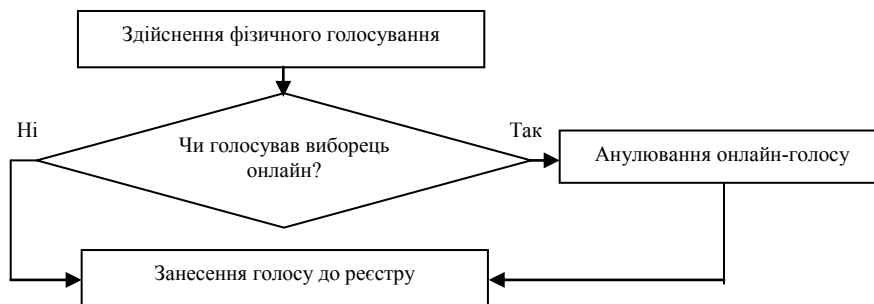 Здійснення фізичного голосування
Ні
Чи голосував виборець
онлайн?
Так
Анулювання онлайн-голосу
Занесення голосу до реєстру